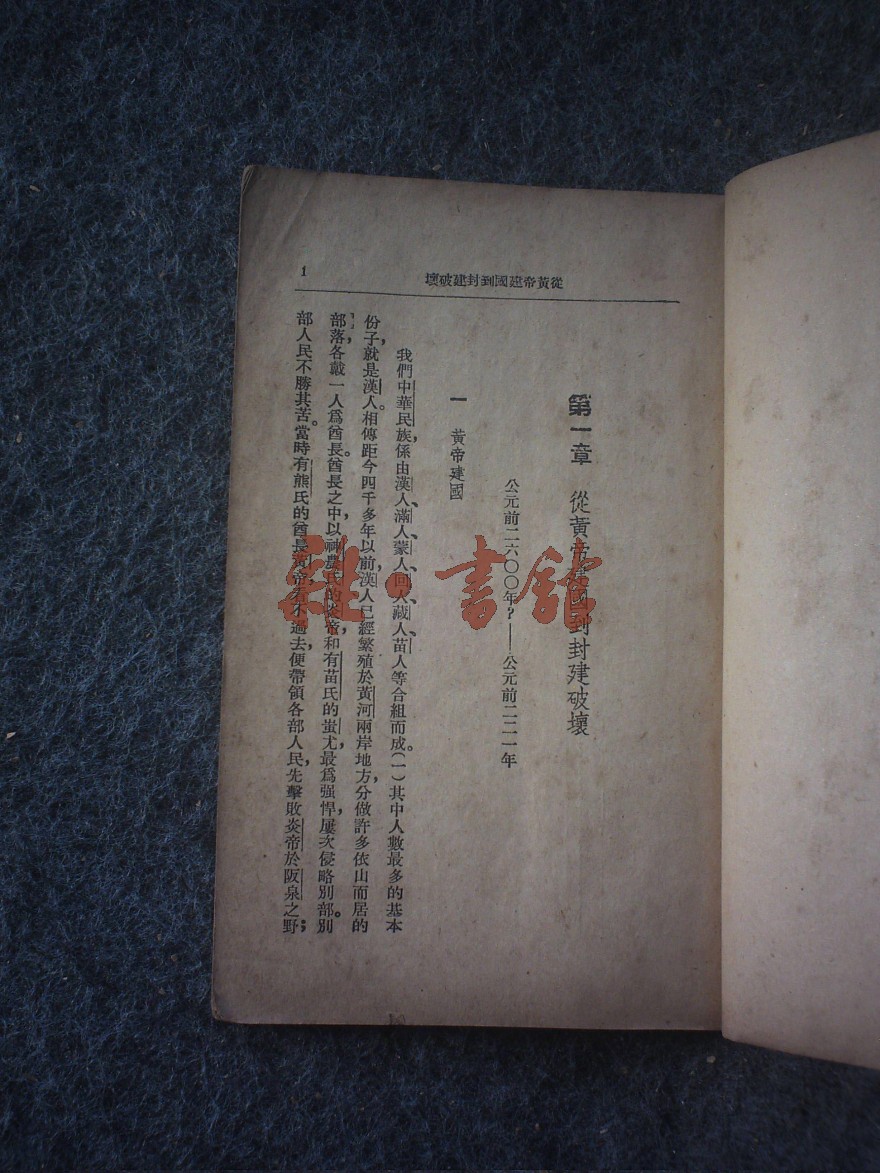 從黃帝建國到封建破壞
1
第一章 從黃帝建國到封建破壞
公元前二六〇〇年?——公元前二二一年
一 黃帝建國
我們中華民族,係由漢人、滿人、蒙人、回人、藏人、苗人等合組而成。(一)其中人數最多的基本
份子,就是漢人。相傳距今四千多年以前,漢人已經繁殖於黃河兩岸地方,分做許多依山而居的
部落,各戴一人爲酋長。酋長之中,以神農氏的炎帝和有苗氏的蚩尤,最爲强悍,屢次侵略別部。別
部人民不勝其苦。當時有熊氏的酋長黃帝看不過去,便帶領各部人民,先擊敗炎帝於阪泉之野;
雜·書館